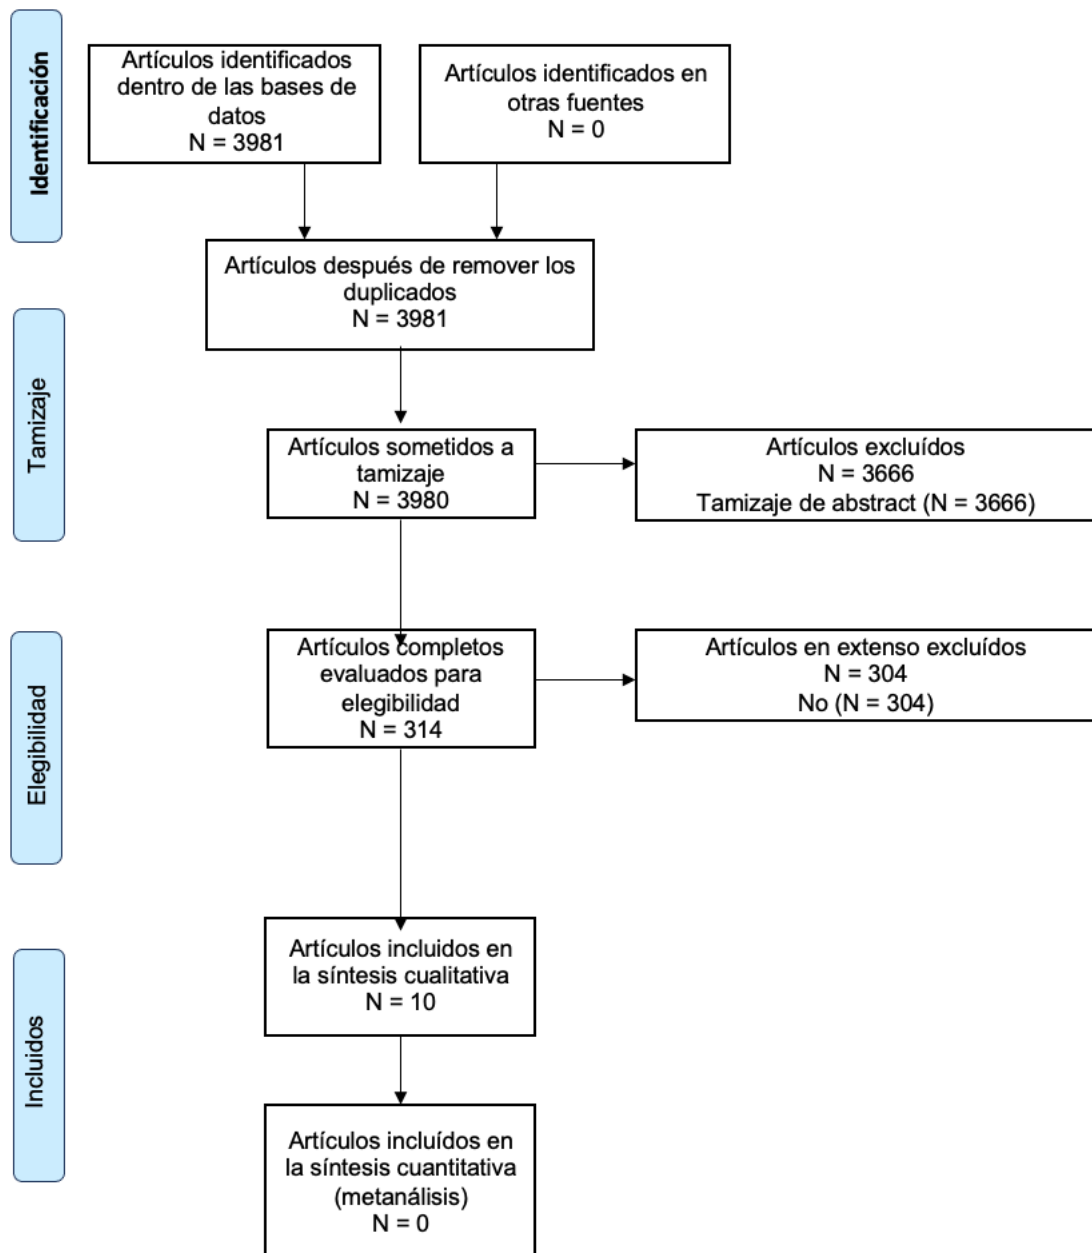 Identificación
Artículos identificados
dentro de las bases de
datos
N = 3981
Artículos identificados en
otras fuentes
N = 0
Artículos después de remover los
duplicados
N = 3981
Tamizaje
Artículos sometidos a
tamizaje
N = 3980
Artículos excluídos
N = 3666
Tamizaje de abstract (N = 3666)
Elegibilidad
Artículos completos
evaluados para
elegibilidad
N = 314
Artículos en extenso excluídos
N = 304
No (N = 304)
Incluidos
Artículos incluidos en
la síntesis cualitativa
N = 10
Artículos incluídos en
la síntesis cuantitativa
(metanálisis)
N = 0